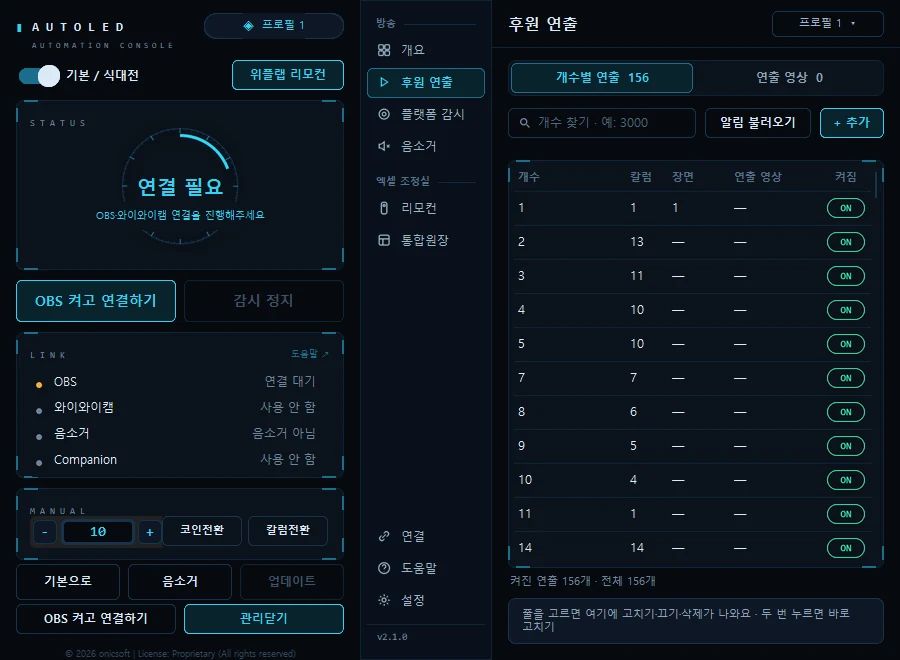 AUTOLED
AUTOMATION CONSOLE
프로필 1
기본 / 식대전
위플랩 리모컨
STATUS
연결 필요
OBS·와이와이캠 연결을 진행해주세요
OBS 켜고 연결하기
감시 정지
LINK
도움말 ↗
OBS 연결 대기
와이와이캠 사용 안 함
음소거 음소거 아님
Companion 사용 안 함
MANUAL
- 10 + 코인전환 칼럼전환
기본으로 음소거 업데이트
OBS 켜고 연결하기 관리닫기
© 2026 onicsoft | License: Proprietary (All rights reserved)
방송
개요
후원 연출
플랫폼 감시
음소거
엑셀 조정실
리모컨
통합원장
연결
도움말
설정
v2.1.0
후원 연출
프로필 1
개수별 연출 156
연출 영상 0
개수 찾기 · 예: 3000
알림 불러오기
+ 추가
개수 칼럼 장면 연출 영상 켜짐
1 1 1 — ON
2 13 — — ON
3 11 — — ON
4 10 — — ON
5 10 — — ON
7 7 — — ON
8 6 — — ON
9 5 — — ON
10 4 — — ON
11 1 — — ON
14 14 — — ON
켜진 연출 156개 · 전체 156개
줄을 고르면 여기에 고치기·끄기·삭제가 나와요 · 두 번 누르면 바로
고치기